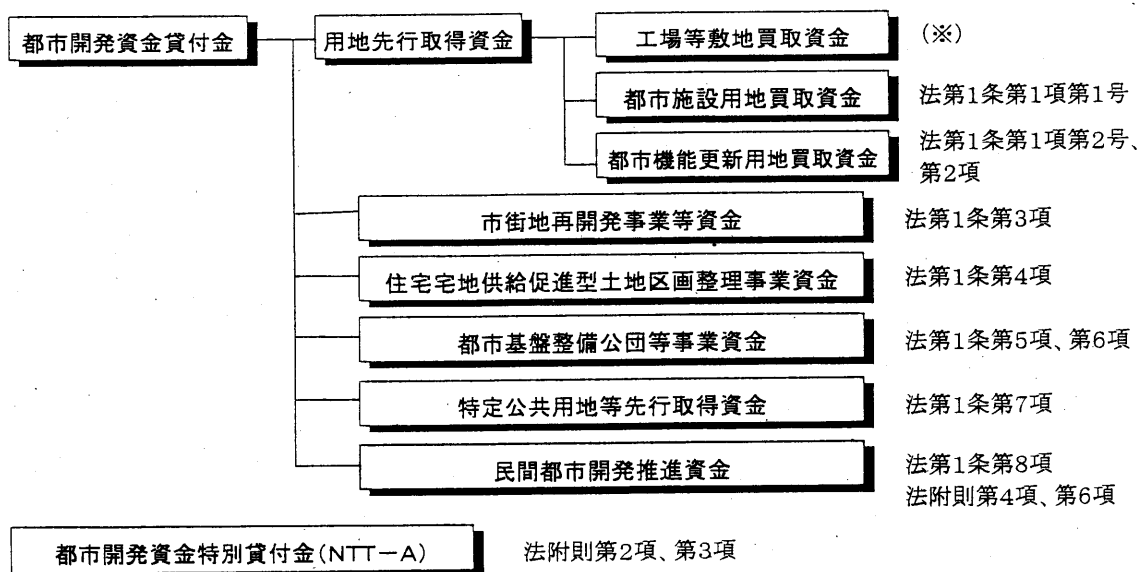 都市開発資金貸付金
用地先行取得資金
工場等敷地買取資金
(※)
都市施設用地買取資金
法第1条第1項第1号
都市機能更新用地買取資金
法第1条第1項第2号、
第2項
市街地再開発事業等資金
法第1条第3項
住宅宅地供給促進型土地区画整理事業資金
法第1条第4項
都市基盤整備公団等事業資金
法第1条第5項、第6項
特定公共用地等先行取得資金
法第1条第7項
民間都市開発推進資金
法第1条第8項
法附則第4項、第6項
都市開発資金特別貸付金(NTT-A)
法附則第2項、第3項